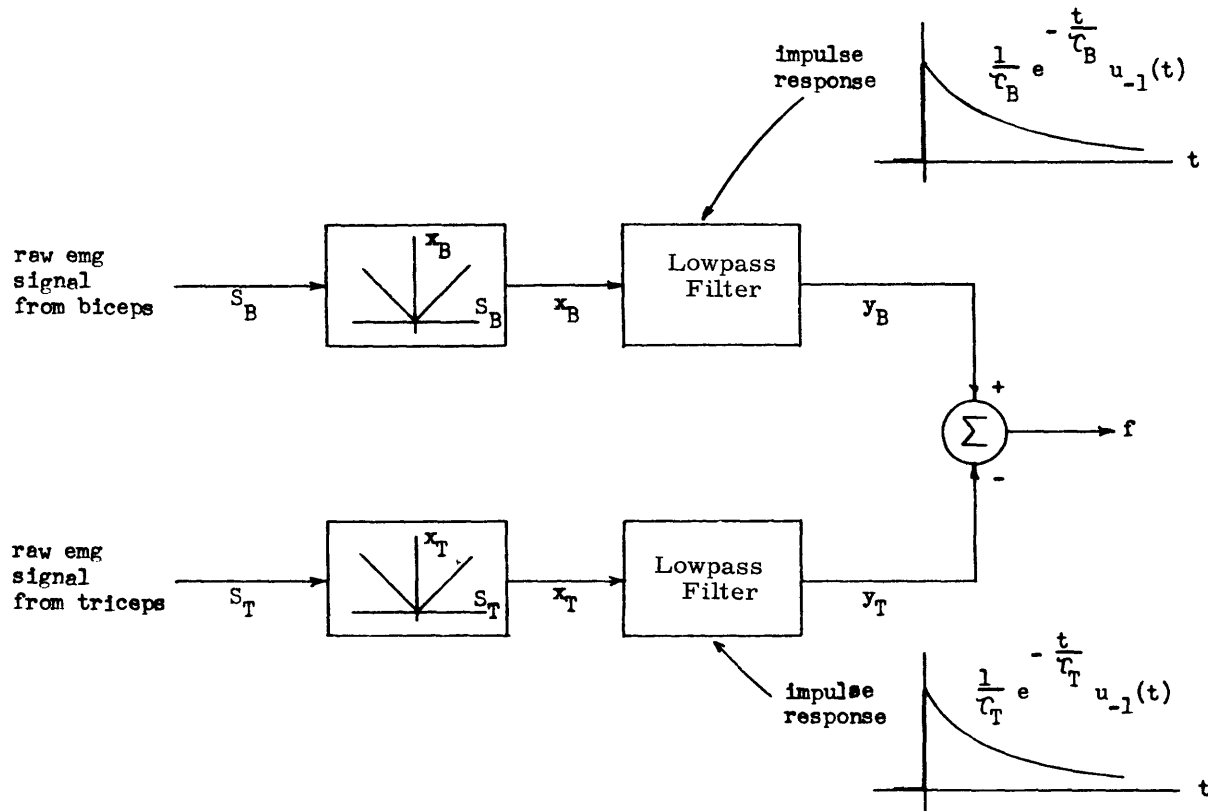 impulse
response
1/τ_B e^{-t/τ_B} u_{-1}(t)
t
raw emg
signal
from biceps
S_B
x_B
S_B
x_B
Lowpass
Filter
y_B
+
Σ
f
-
raw emg
signal
from triceps
S_T
x_T
S_T
x_T
Lowpass
Filter
y_T
impulse
response
1/τ_T e^{-t/τ_T} u_{-1}(t)
t